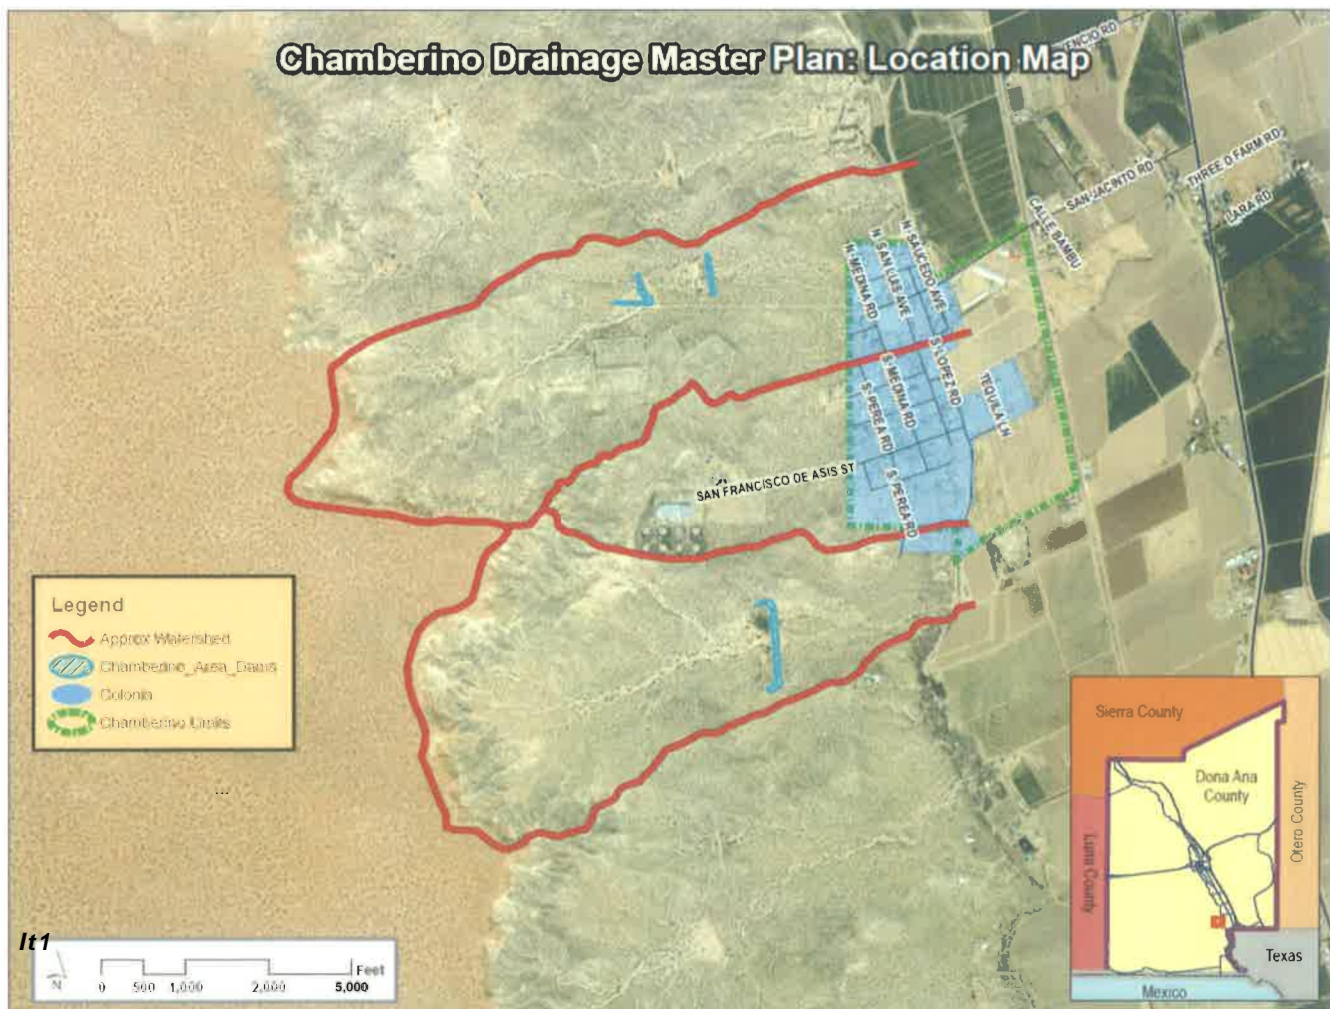 Chamberino Drainage Master Plan: Location Map
ENCIO RD
SAN JACINTO RD
THREE O FARM RD
LARA RD
CALLE BAMBU
N SAUCEDO AVE
N SAN LUIS AVE
N MEDINA RD
S LOPEZ RD
S MEDINA RD
S PEREA RD
TEQUILA LN
SAN FRANCISCO DE ASIS ST
S PEREA RD
Legend
Approx Watershed
Chamberino_Area_Dams
Colonia
Chamberino Limits
...
Sierra County
Dona Ana
County
Otero County
Luna County
Texas
Mexico
It1
N
0 500 1,000 2,000 5,000
Feet